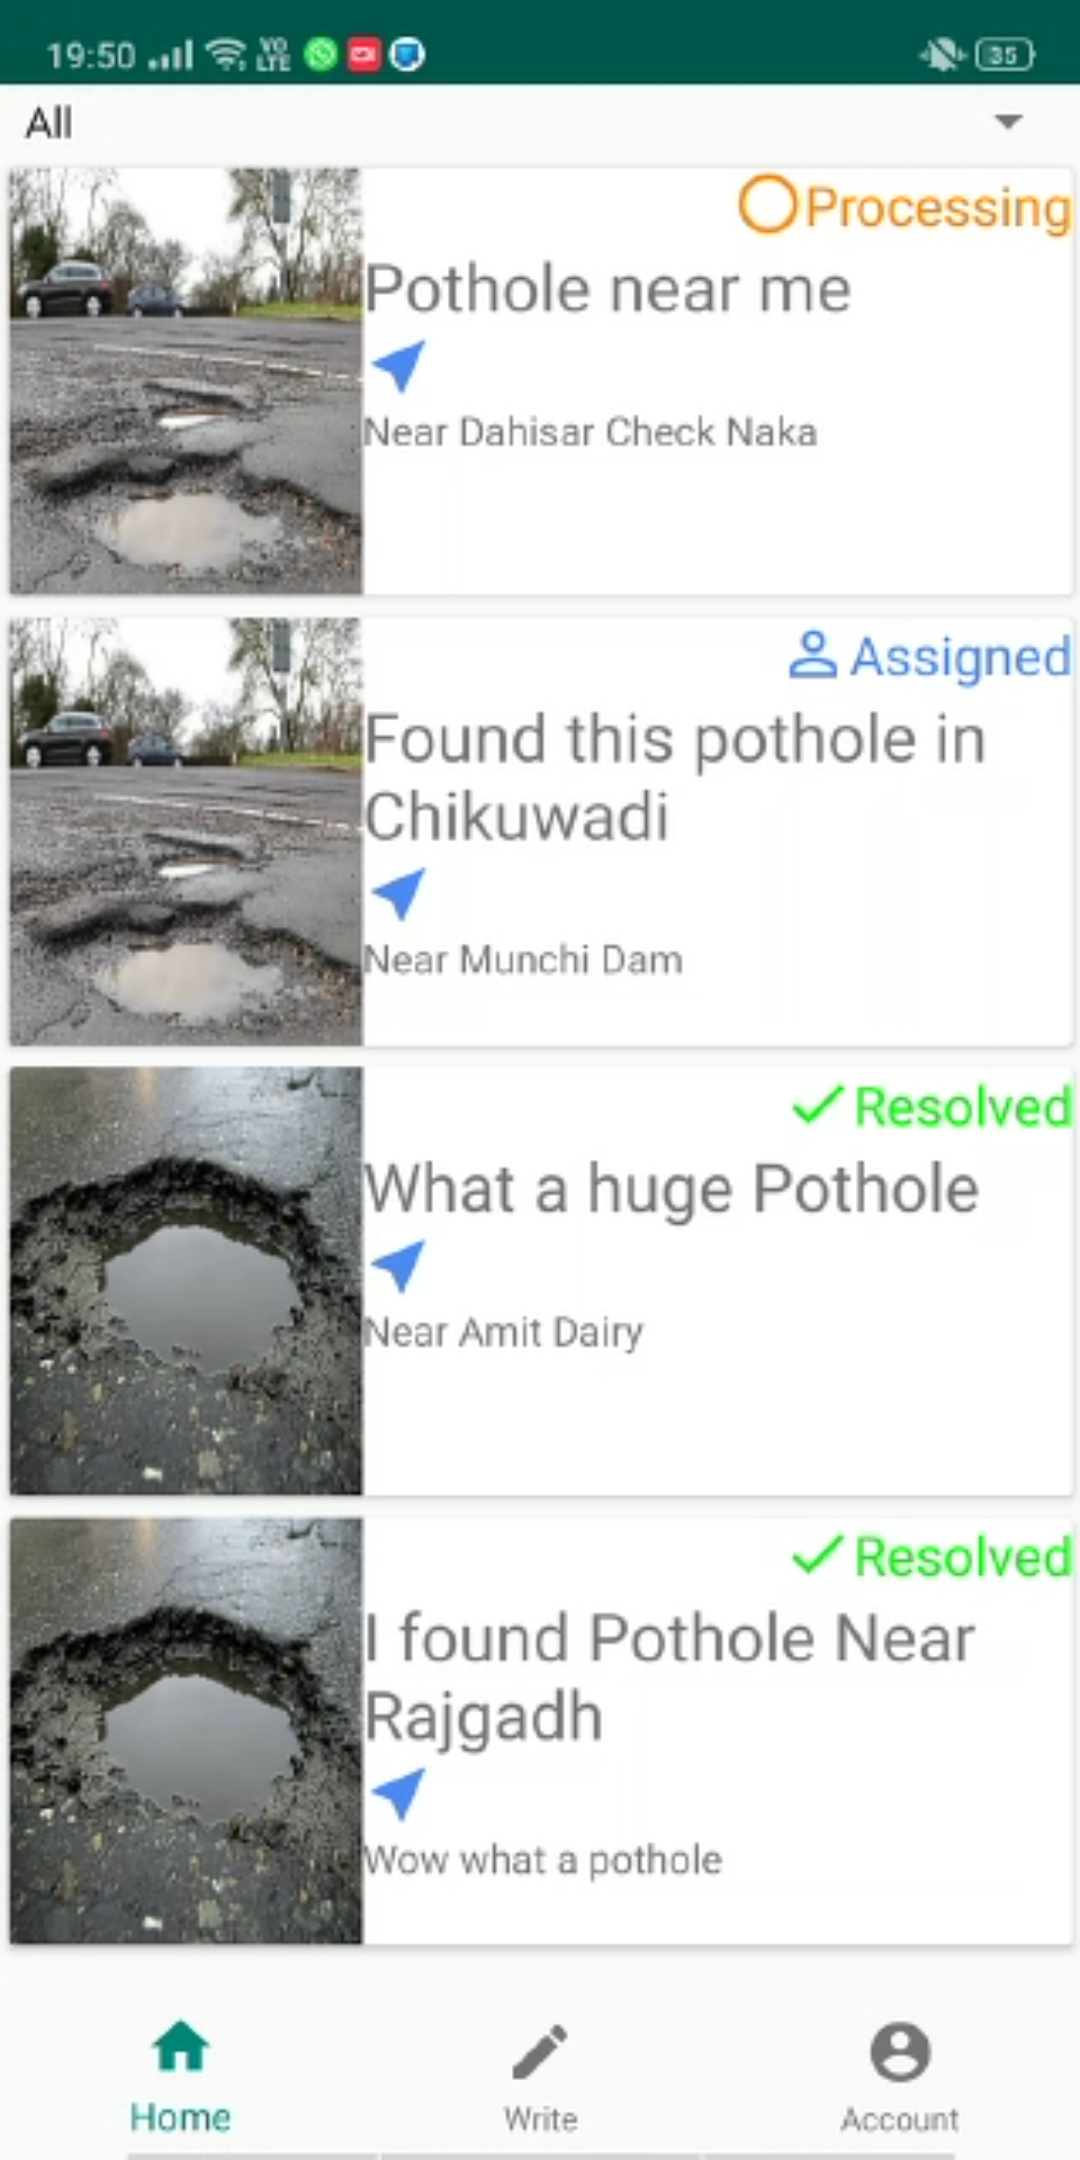 19:50 VO LTE 35
All
Processing
Pothole near me
Near Dahisar Check Naka
Assigned
Found this pothole in
Chikuwadi
Near Munchi Dam
Resolved
What a huge Pothole
Near Amit Dairy
Resolved
I found Pothole Near
Rajgadh
Wow what a pothole
Home Write Account